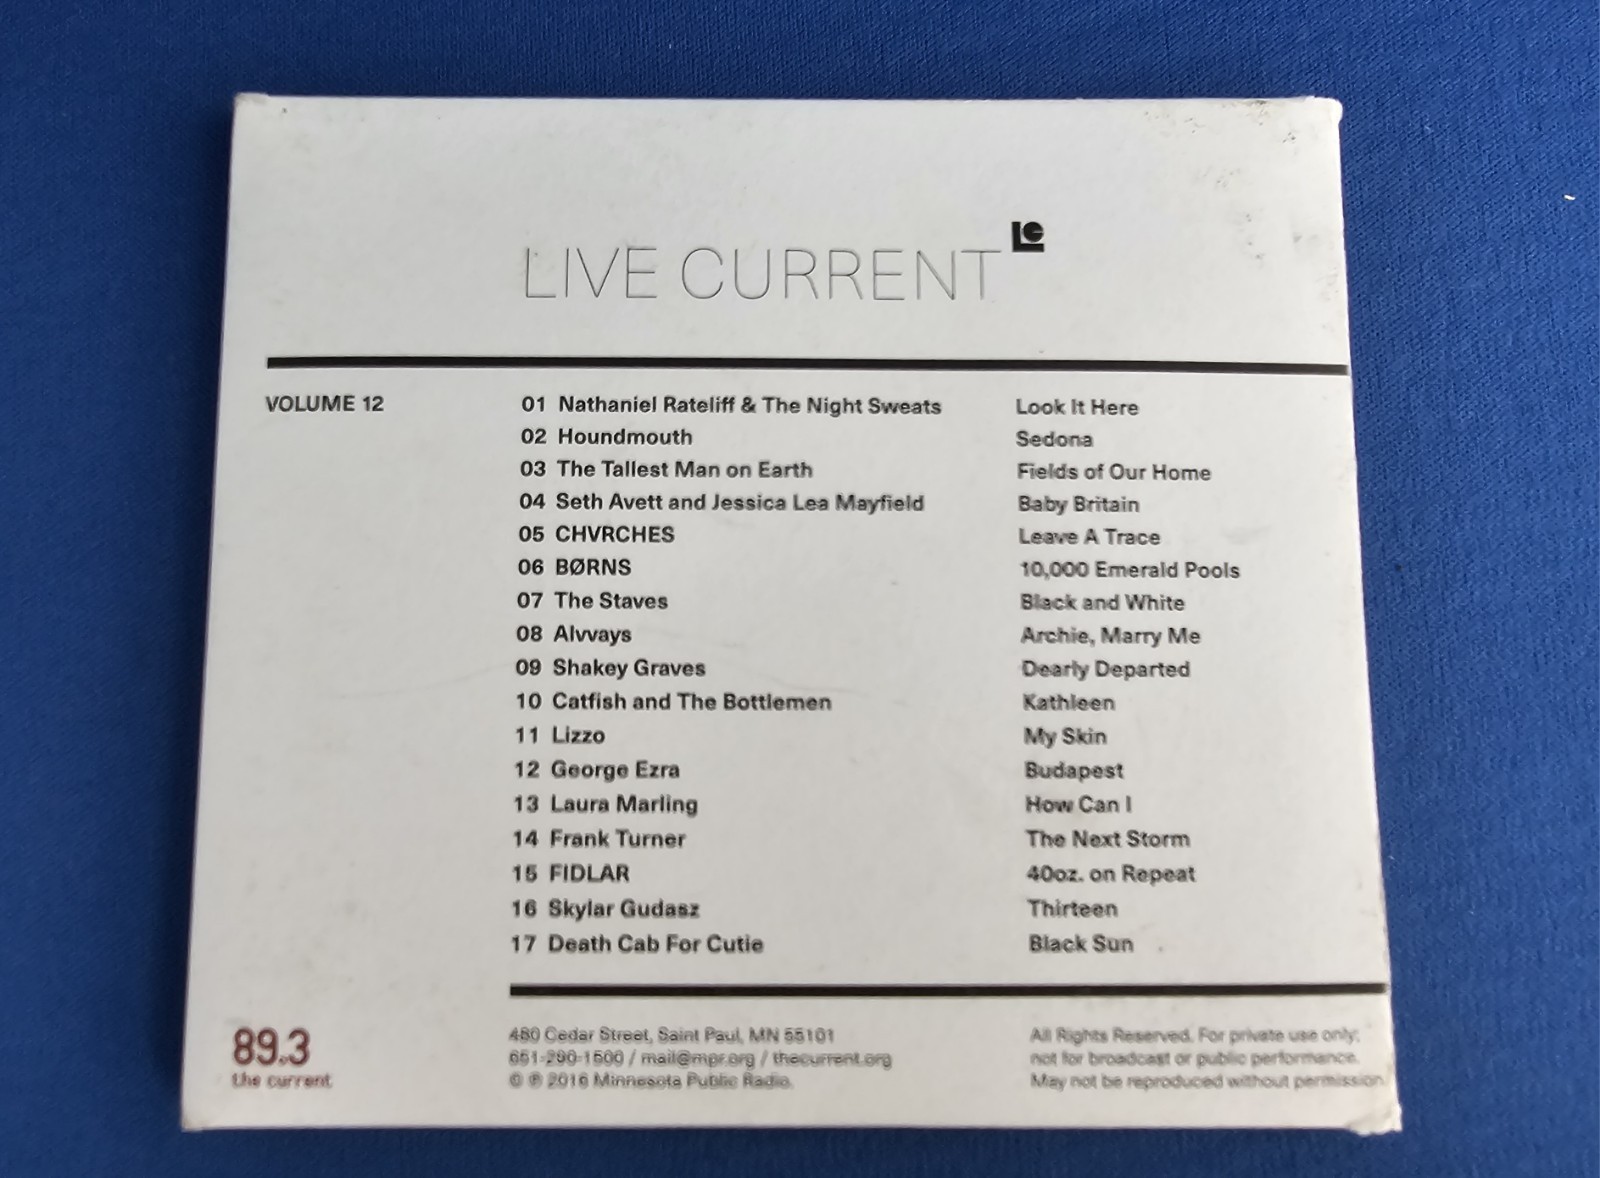 LIVE CURRENT LC
VOLUME 12
01 Nathaniel Rateliff & The Night Sweats Look It Here
02 Houndmouth Sedona
03 The Tallest Man on Earth Fields of Our Home
04 Seth Avett and Jessica Lea Mayfield Baby Britain
05 CHVRCHES Leave A Trace
06 BØRNS 10,000 Emerald Pools
07 The Staves Black and White
08 Alvvays Archie, Marry Me
09 Shakey Graves Dearly Departed
10 Catfish and The Bottlemen Kathleen
11 Lizzo My Skin
12 George Ezra Budapest
13 Laura Marling How Can I
14 Frank Turner The Next Storm
15 FIDLAR 40oz. on Repeat
16 Skylar Gudasz Thirteen
17 Death Cab For Cutie Black Sun
89.3
the current
480 Cedar Street, Saint Paul, MN 55101
651-290-1500 / mail@mpr.org / thecurrent.org
© ℗ 2016 Minnesota Public Radio.
All Rights Reserved. For private use only;
not for broadcast or public performance.
May not be reproduced without permission.